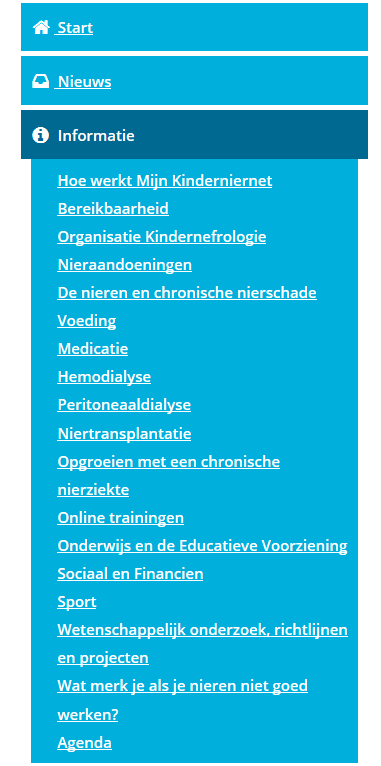 Start
Nieuws
Informatie
Hoe werkt Mijn Kinderniernet
Bereikbaarheid
Organisatie Kindernefrologie
Nieraandoeningen
De nieren en chronische nierschade
Voeding
Medicatie
Hemodialyse
Peritoneaaldialyse
Niertransplantatie
Opgroeien met een chronische
nierziekte
Online trainingen
Onderwijs en de Educatieve Voorziening
Sociaal en Financien
Sport
Wetenschappelijk onderzoek, richtlijnen
en projecten
Wat merk je als je nieren niet goed
werken?
Agenda